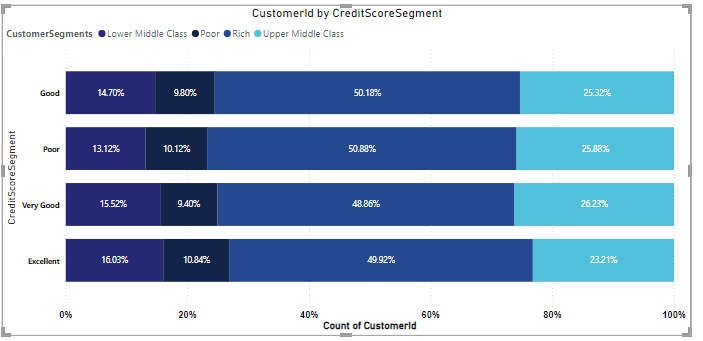 CustomerId by CreditScoreSegment
CustomerSegments Lower Middle Class Poor Rich Upper Middle Class
CreditScoreSegment
Good 14.70% 9.80% 50.18% 25.32%
Poor 13.12% 10.12% 50.88% 25.88%
Very Good 15.52% 9.40% 48.86% 26.23%
Excellent 16.03% 10.84% 49.92% 23.21%
0% 20% 40% 60% 80% 100%
Count of CustomerId